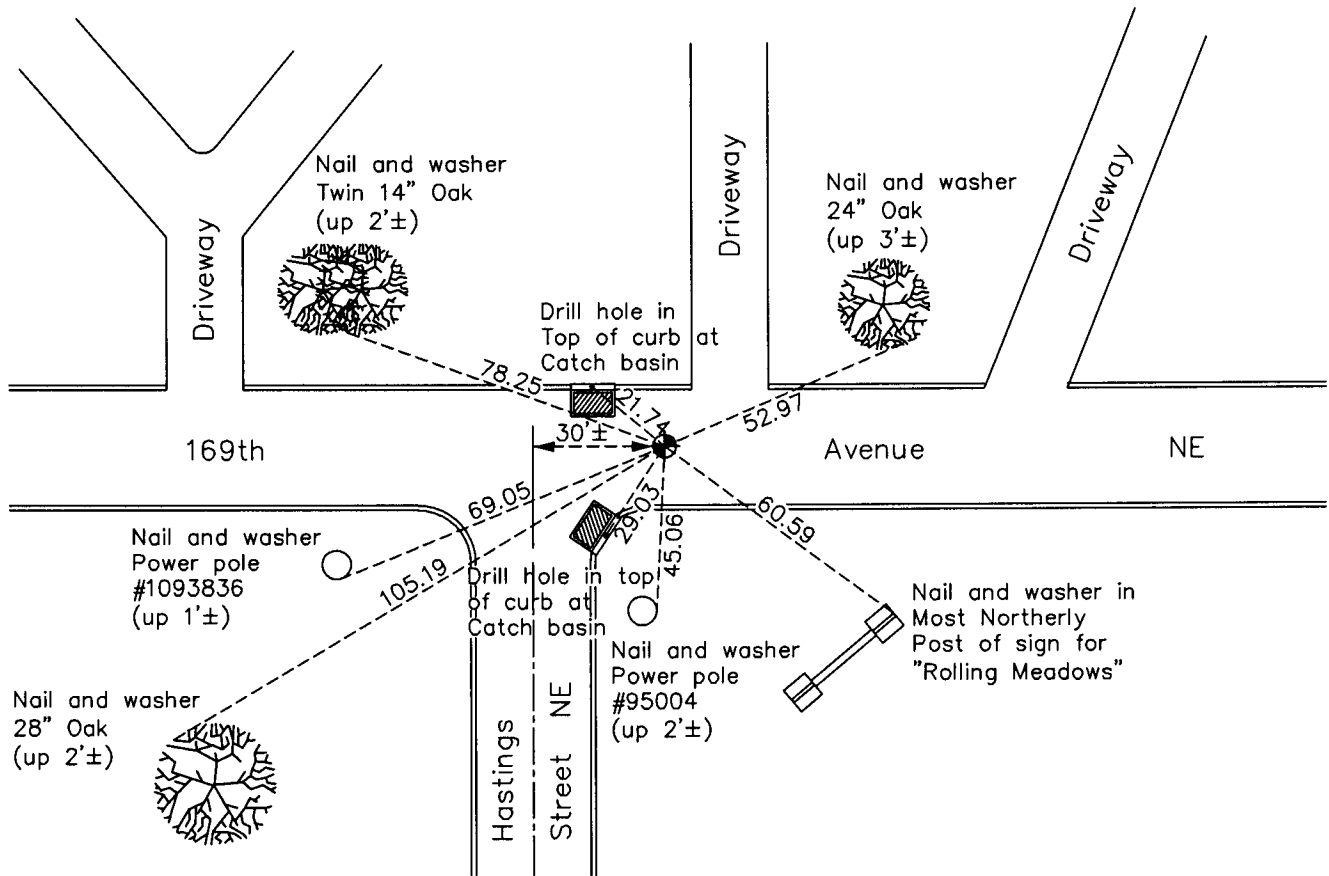 Nail and washer
Twin 14" Oak
(up 2'±)
Nail and washer
24" Oak
(up 3'±)
Driveway
Driveway
Driveway
Drill hole in
Top of curb at
Catch basin
78.25
21.74
52.97
30'±
169th
Avenue
NE
69.05
29.03
45.06
60.59
105.19
Nail and washer
Power pole
#1093836
(up 1'±)
Drill hole in top
of curb at
Catch basin
Nail and washer in
Most Northerly
Post of sign for
"Rolling Meadows"
Nail and washer
Power pole
#95004
(up 2'±)
Nail and washer
28" Oak
(up 2'±)
Hastings
Street NE